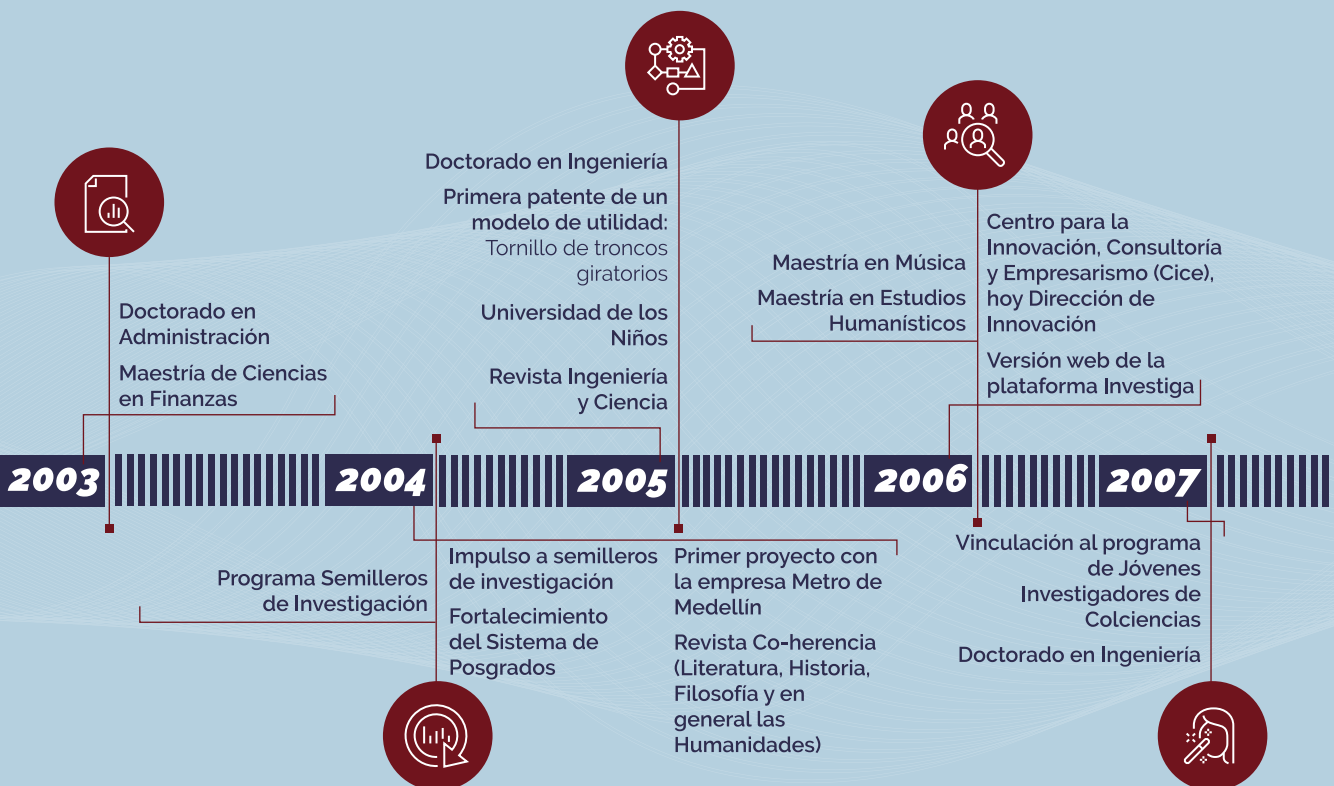 2003
Doctorado en
Administración
Maestría de Ciencias
en Finanzas
2004
Programa Semilleros
de Investigación
Impulso a semilleros
de investigación
Fortalecimiento
del Sistema de
Posgrados
Primer proyecto con
la empresa Metro de
Medellín
Revista Co-herencia
(Literatura, Historia,
Filosofía y en
general las
Humanidades)
2005
Doctorado en Ingeniería
Primera patente de un
modelo de utilidad:
Tornillo de troncos
giratorios
Universidad de los
Niños
Revista Ingeniería
y Ciencia
2006
Maestría en Música
Maestría en Estudios
Humanísticos
Centro para la
Innovación, Consultoría
y Empresarismo (Cice),
hoy Dirección de
Innovación
Versión web de la
plataforma Investiga
2007
Vinculación al programa
de Jóvenes
Investigadores de
Colciencias
Doctorado en Ingeniería